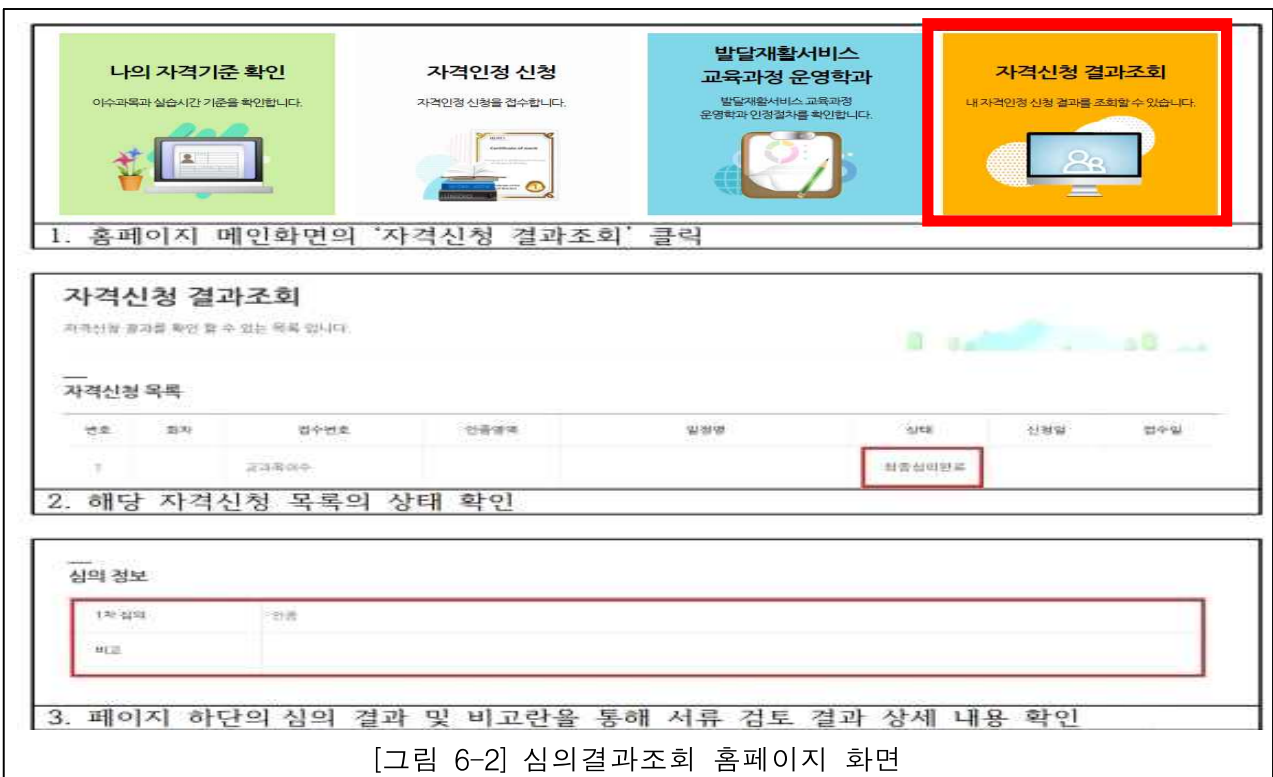 나의 자격기준 확인
이수과목과 실습시간 기준을 확인합니다.
자격인정 신청
자격인정 신청을 접수합니다.
발달재활서비스
교육과정 운영학과
발달재활서비스 교육과정
운영학과 인정절차를 확인합니다.
자격신청 결과조회
내 자격인정 신청 결과를 조회할 수 있습니다.
1. 홈페이지 메인화면의 '자격신청 결과조회' 클릭
자격신청 결과조회
자격신청 결과를 확인 할 수 있는 목록 입니다.
자격신청 목록
번호 회차 접수번호 인증영역 일정명 상태 신청일 접수일
교과목이수 최종심의완료
2. 해당 자격신청 목록의 상태 확인
심의 정보
1차 심의 인증
비고
3. 페이지 하단의 심의 결과 및 비고란을 통해 서류 검토 결과 상세 내용 확인
[그림 6-2] 심의결과조회 홈페이지 화면